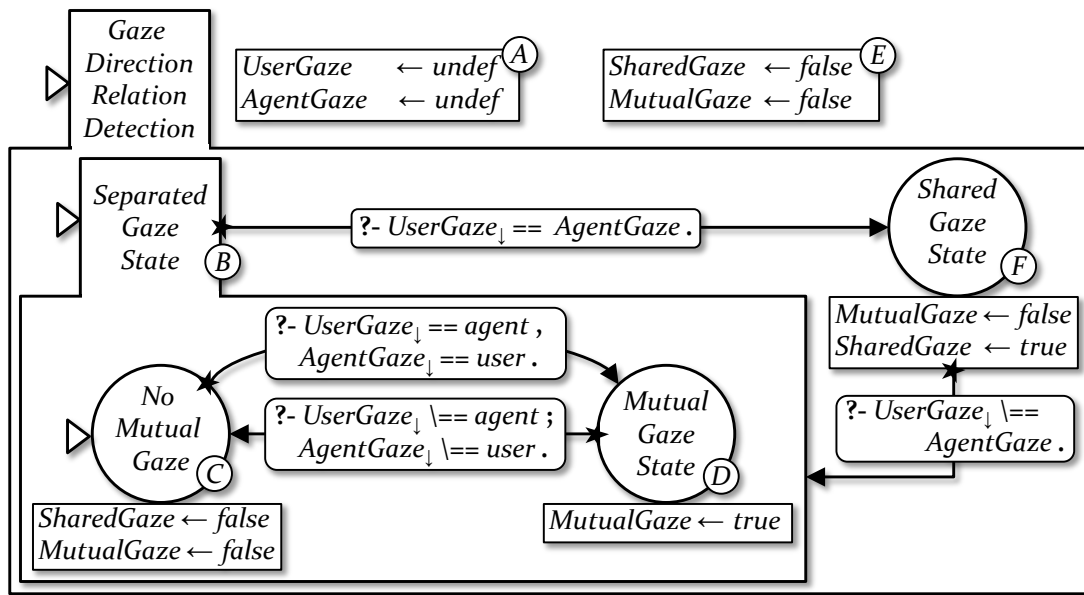 Gaze
Direction
Relation
Detection
UserGaze ← undef
AgentGaze ← undef
A
SharedGaze ← false
MutualGaze ← false
E
Separated
Gaze
State
B
?- UserGaze↓ == AgentGaze .
Shared
Gaze
State
F
MutualGaze ← false
SharedGaze ← true
?- UserGaze↓ == agent ,
AgentGaze↓ == user .
No
Mutual
Gaze
C
?- UserGaze↓ \== agent ;
AgentGaze↓ \== user .
Mutual
Gaze
State
D
?- UserGaze↓ \==
AgentGaze .
SharedGaze ← false
MutualGaze ← false
MutualGaze ← true